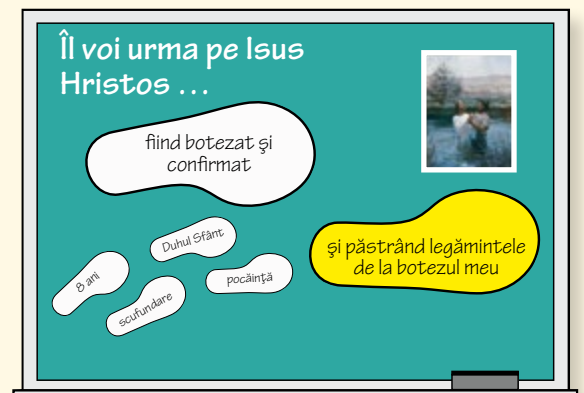 Îl voi urma pe Isus
Hristos ...
fiind botezat şi
confirmat
Duhul Sfânt
8 ani
pocăinţă
scufundare
şi păstrând legămintele
de la botezul meu